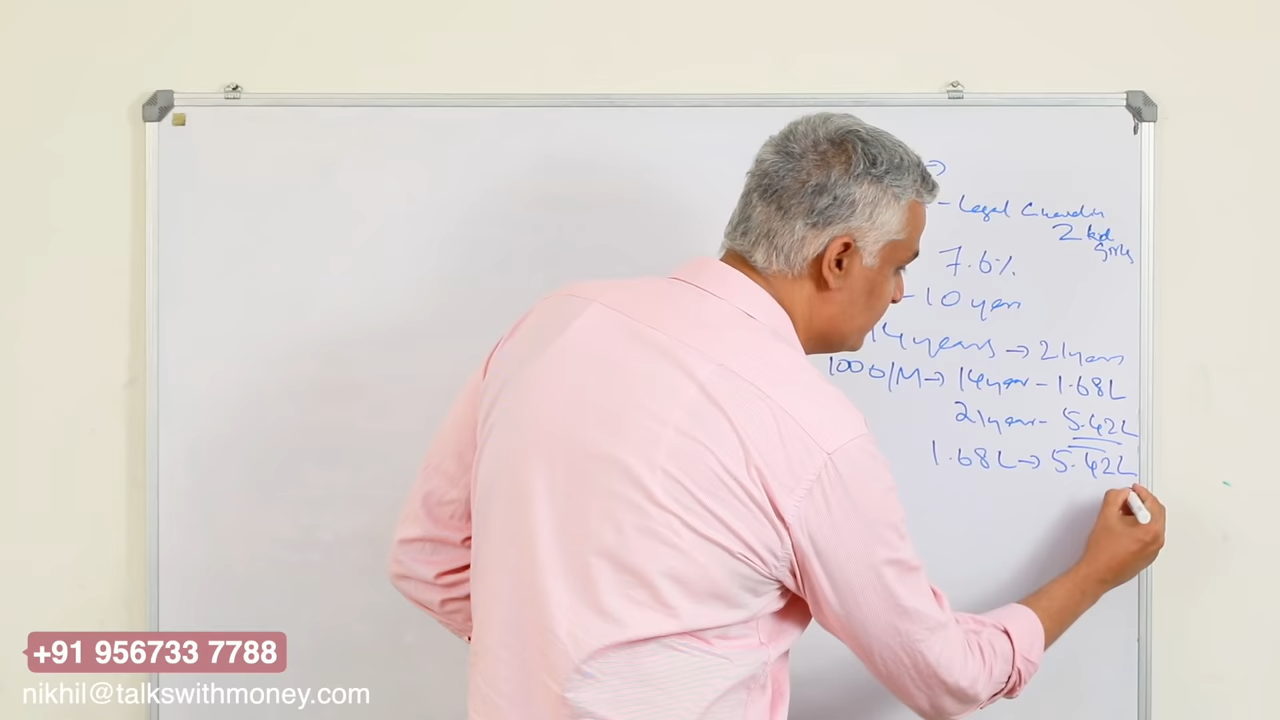 - Legal Guardin
2 kid
girls
7.6%
- 10 years
14 years → 21 years
1000/M → 14 year - 1.68L
21 year - 5.42L
1.68L → 5.42L
+91 956733 7788
nikhil@talkswithmoney.com